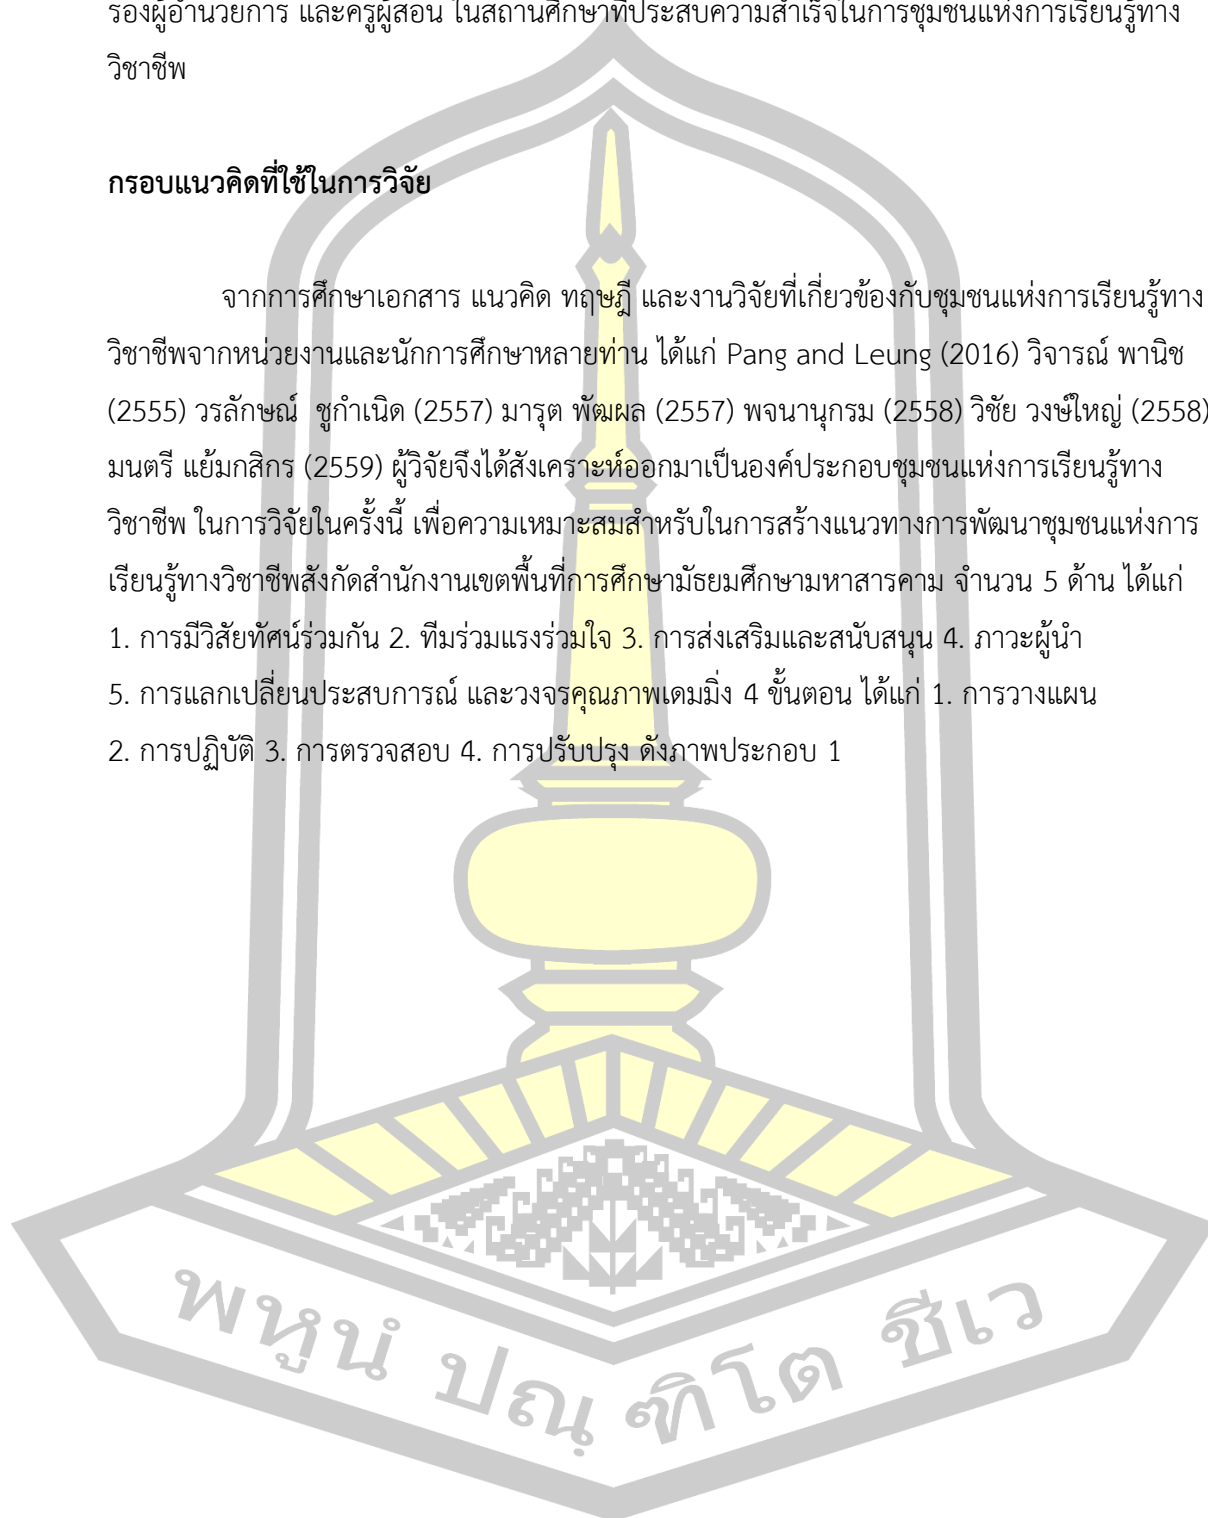 รองผู้อำนวยการ และครูผู้สอน ในสถานศึกษาที่ประสบความสำเร็จในการชุมชนแห่งการเรียนรู้ทาง
วิชาชีพ
กรอบแนวคิดที่ใช้ในการวิจัย
จากการศึกษาเอกสาร แนวคิด ทฤษฎี และงานวิจัยที่เกี่ยวข้องกับชุมชนแห่งการเรียนรู้ทาง
วิชาชีพจากหน่วยงานและนักการศึกษาหลายท่าน ได้แก่ Pang and Leung (2016) วิจารณ์ พานิช
(2555) วรลักษณ์ ชูกำเนิด (2557) มารุต พัฒผล (2557) พจนานุกรม (2558) วิชัย วงษ์ใหญ่ (2558)
มนตรี แย้มกสิกร (2559) ผู้วิจัยจึงได้สังเคราะห์ออกมาเป็นองค์ประกอบชุมชนแห่งการเรียนรู้ทาง
วิชาชีพ ในการวิจัยในครั้งนี้ เพื่อความเหมาะสมสำหรับในการสร้างแนวทางการพัฒนาชุมชนแห่งการ
เรียนรู้ทางวิชาชีพสังกัดสำนักงานเขตพื้นที่การศึกษามัธยมศึกษามหาสารคาม จำนวน 5 ด้าน ได้แก่
1. การมีวิสัยทัศน์ร่วมกัน 2. ทีมร่วมแรงร่วมใจ 3. การส่งเสริมและสนับสนุน 4. ภาวะผู้นำ
5. การแลกเปลี่ยนประสบการณ์ และวงจรคุณภาพเดมมิ่ง 4 ขั้นตอน ได้แก่ 1. การวางแผน
2. การปฏิบัติ 3. การตรวจสอบ 4. การปรับปรุง ดังภาพประกอบ 1
พหูนํ ปณฺฑิโต ชีเว